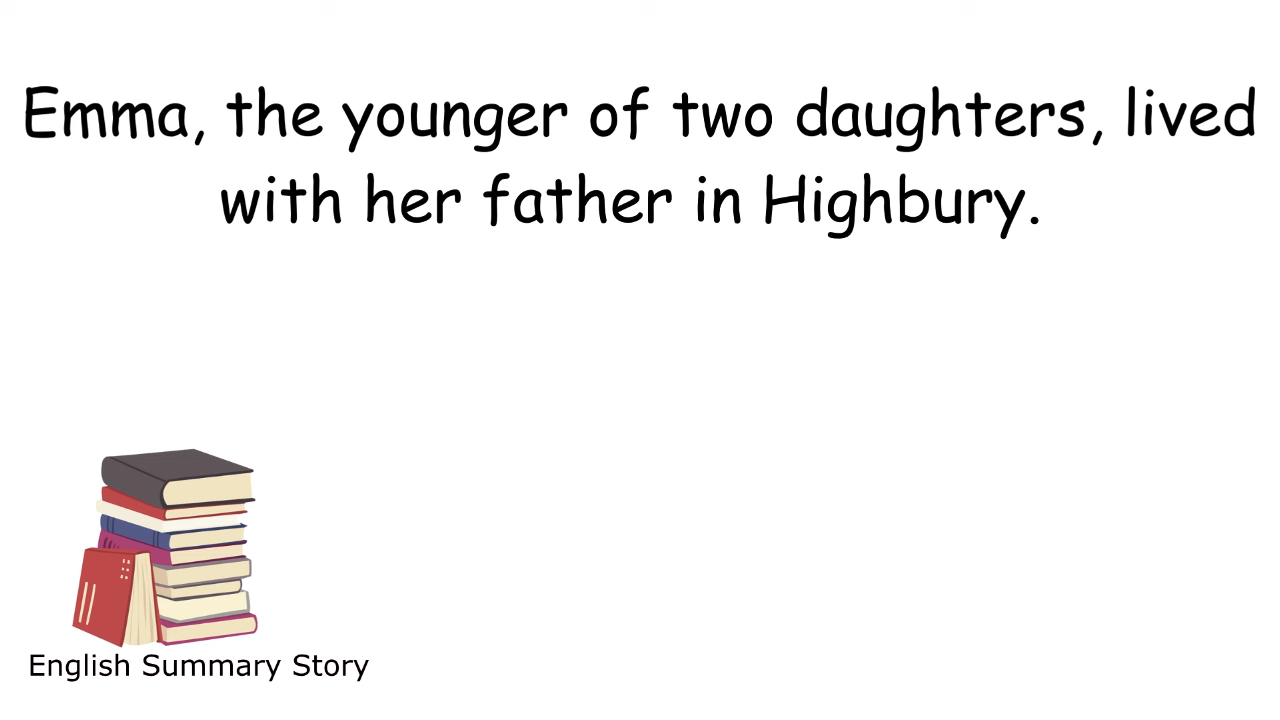 Emma, the younger of two daughters, lived
with her father in Highbury.
English Summary Story